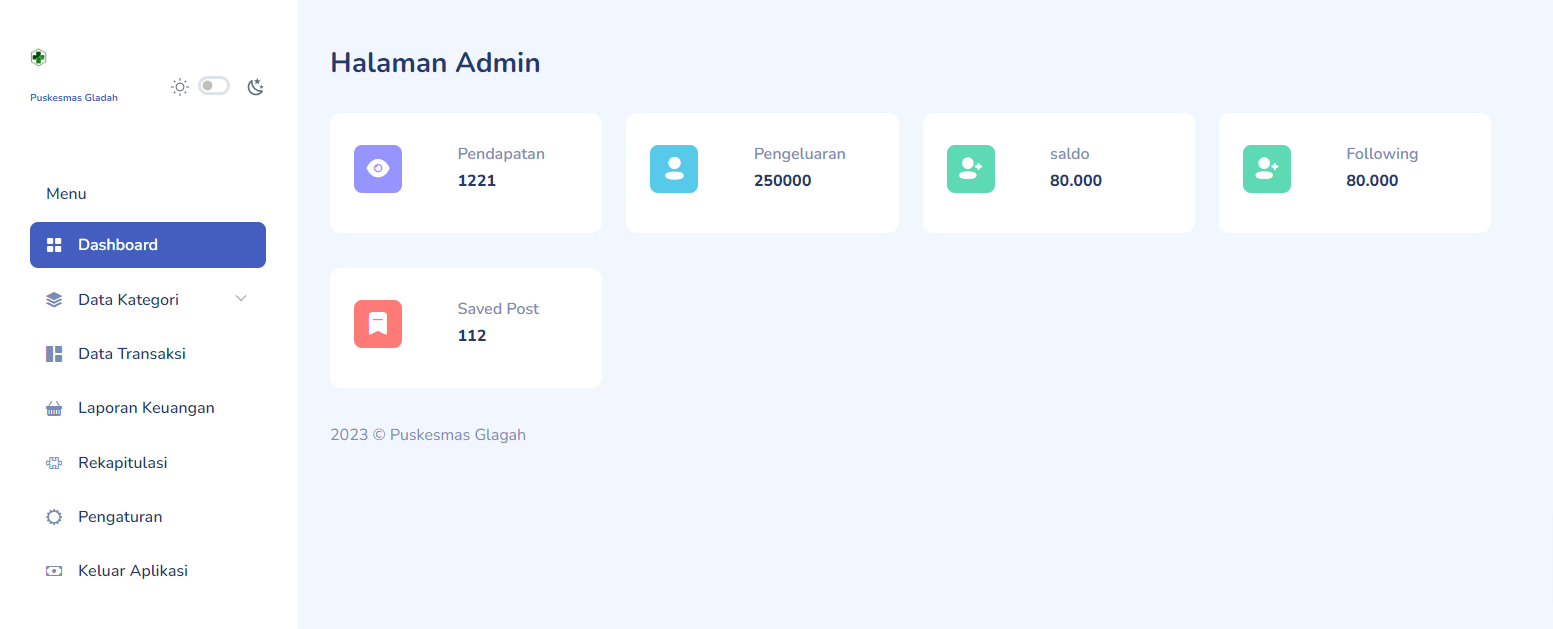 Puskesmas Gladah
Menu
Dashboard
Data Kategori
Data Transaksi
Laporan Keuangan
Rekapitulasi
Pengaturan
Keluar Aplikasi
Halaman Admin
Pendapatan
1221
Pengeluaran
250000
saldo
80.000
Following
80.000
Saved Post
112
2023 © Puskesmas Glagah